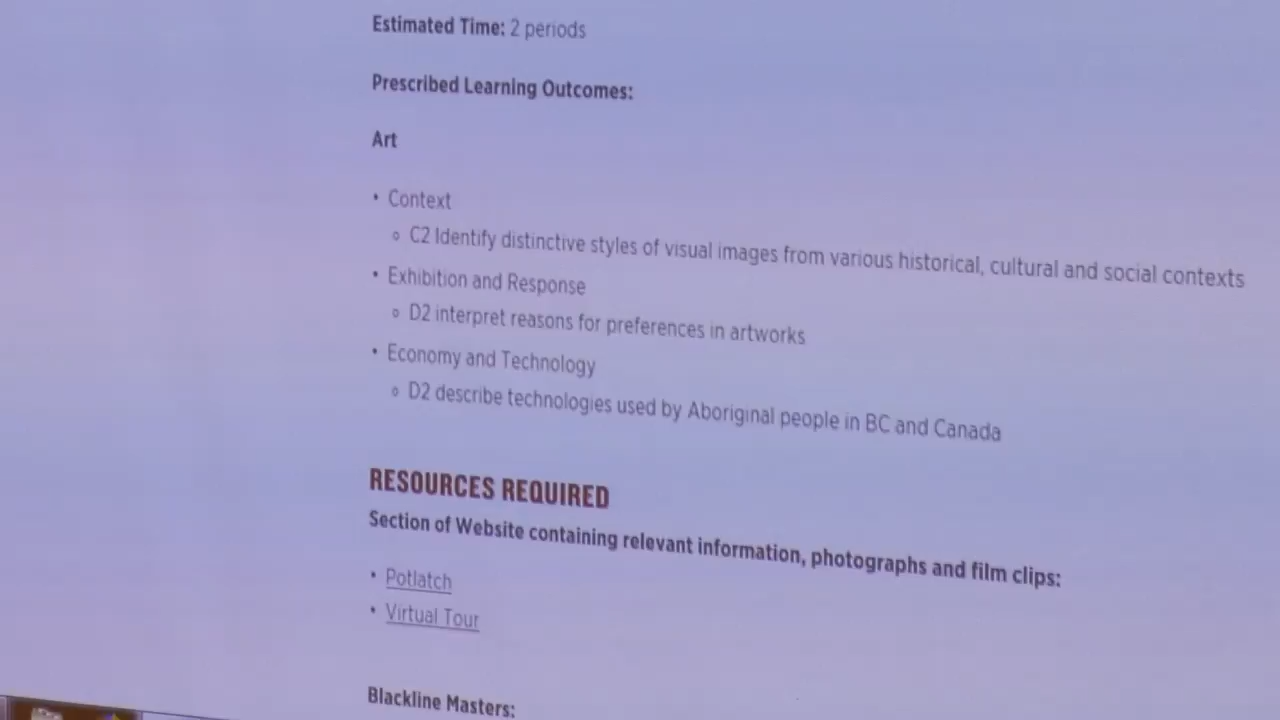 Estimated Time: 2 periods
Prescribed Learning Outcomes:
Art
• Context
o C2 Identify distinctive styles of visual images from various historical, cultural and social contexts
• Exhibition and Response
o D2 interpret reasons for preferences in artworks
• Economy and Technology
o D2 describe technologies used by Aboriginal people in BC and Canada
RESOURCES REQUIRED
Section of Website containing relevant information, photographs and film clips:
• Potlatch
• Virtual Tour
Blackline Masters: